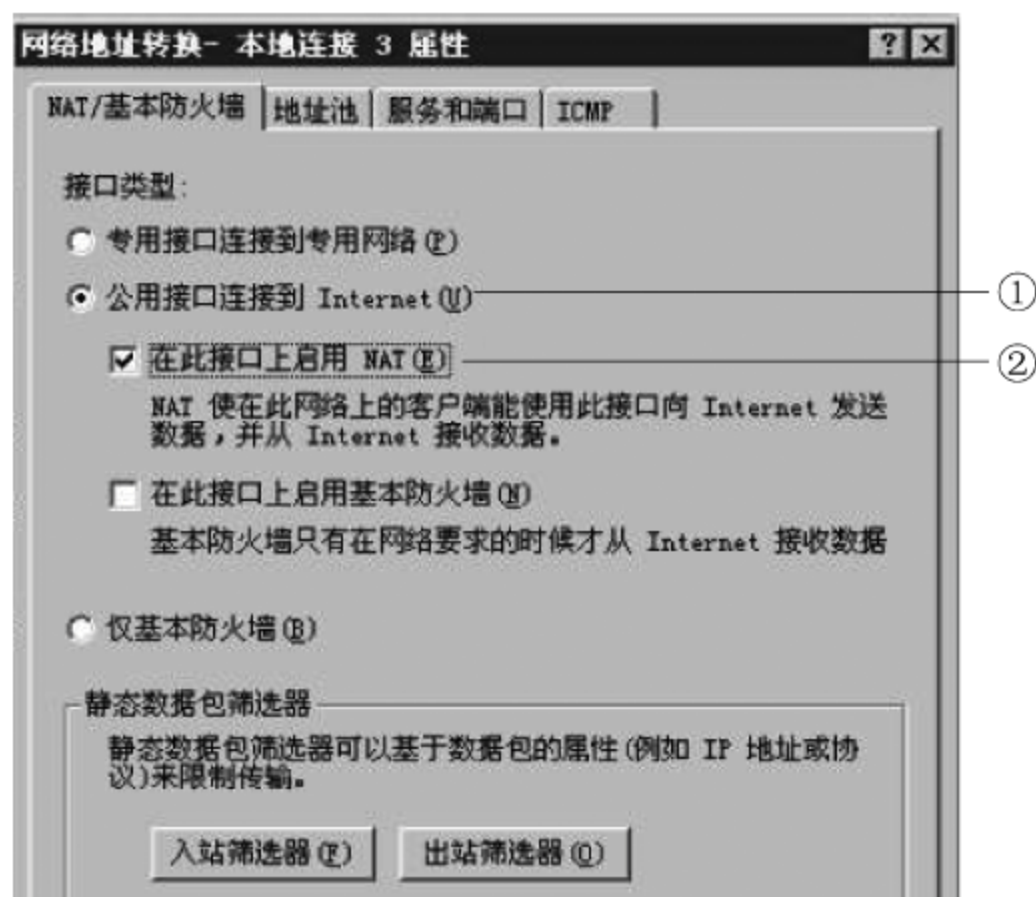 网络地址转换- 本地连接 3 属性
NAT/基本防火墙 地址池 服务和端口 ICMP
接口类型:
专用接口连接到专用网络(P)
公用接口连接到 Internet(U) ①
在此接口上启用 NAT(E) ②
NAT 使在此网络上的客户端能使用此接口向 Internet 发送
数据,并从 Internet 接收数据。
在此接口上启用基本防火墙(N)
基本防火墙只有在网络要求的时候才从 Internet 接收数据
仅基本防火墙(B)
静态数据包筛选器
静态数据包筛选器可以基于数据包的属性(例如 IP 地址或协
议)来限制传输。
入站筛选器(F) 出站筛选器(O)